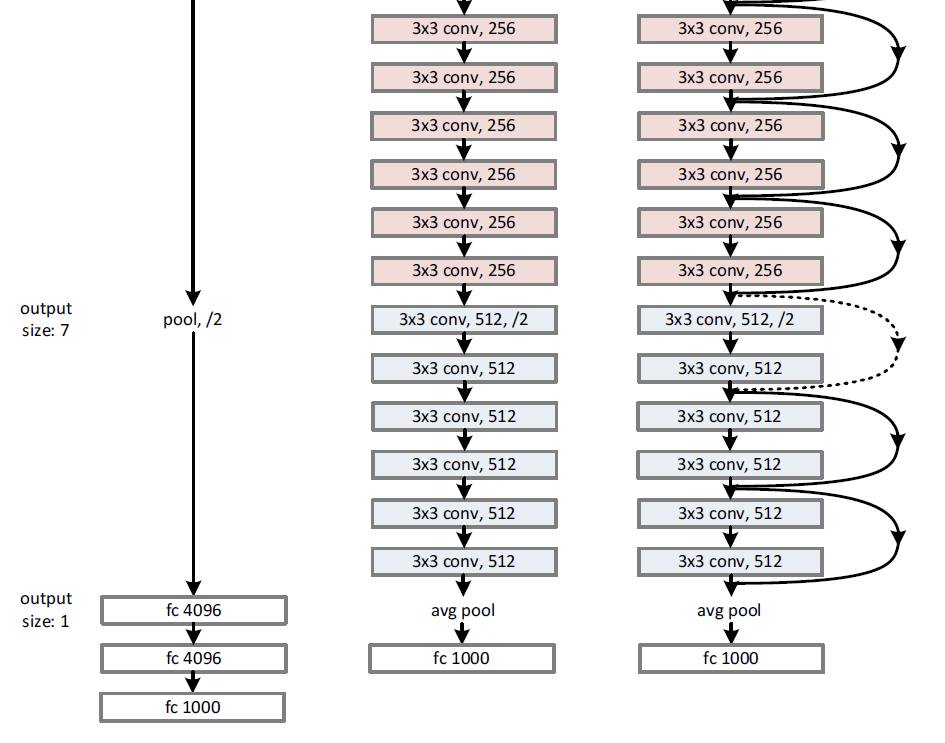 3x3 conv, 256
3x3 conv, 256
3x3 conv, 256
3x3 conv, 256
3x3 conv, 256
3x3 conv, 256
3x3 conv, 256
3x3 conv, 256
3x3 conv, 256
3x3 conv, 256
3x3 conv, 256
3x3 conv, 256
output
size: 7
pool, /2
3x3 conv, 512, /2
3x3 conv, 512, /2
3x3 conv, 512
3x3 conv, 512
3x3 conv, 512
3x3 conv, 512
3x3 conv, 512
3x3 conv, 512
3x3 conv, 512
3x3 conv, 512
3x3 conv, 512
3x3 conv, 512
output
size: 1
fc 4096
avg pool
avg pool
fc 4096
fc 1000
fc 1000
fc 1000